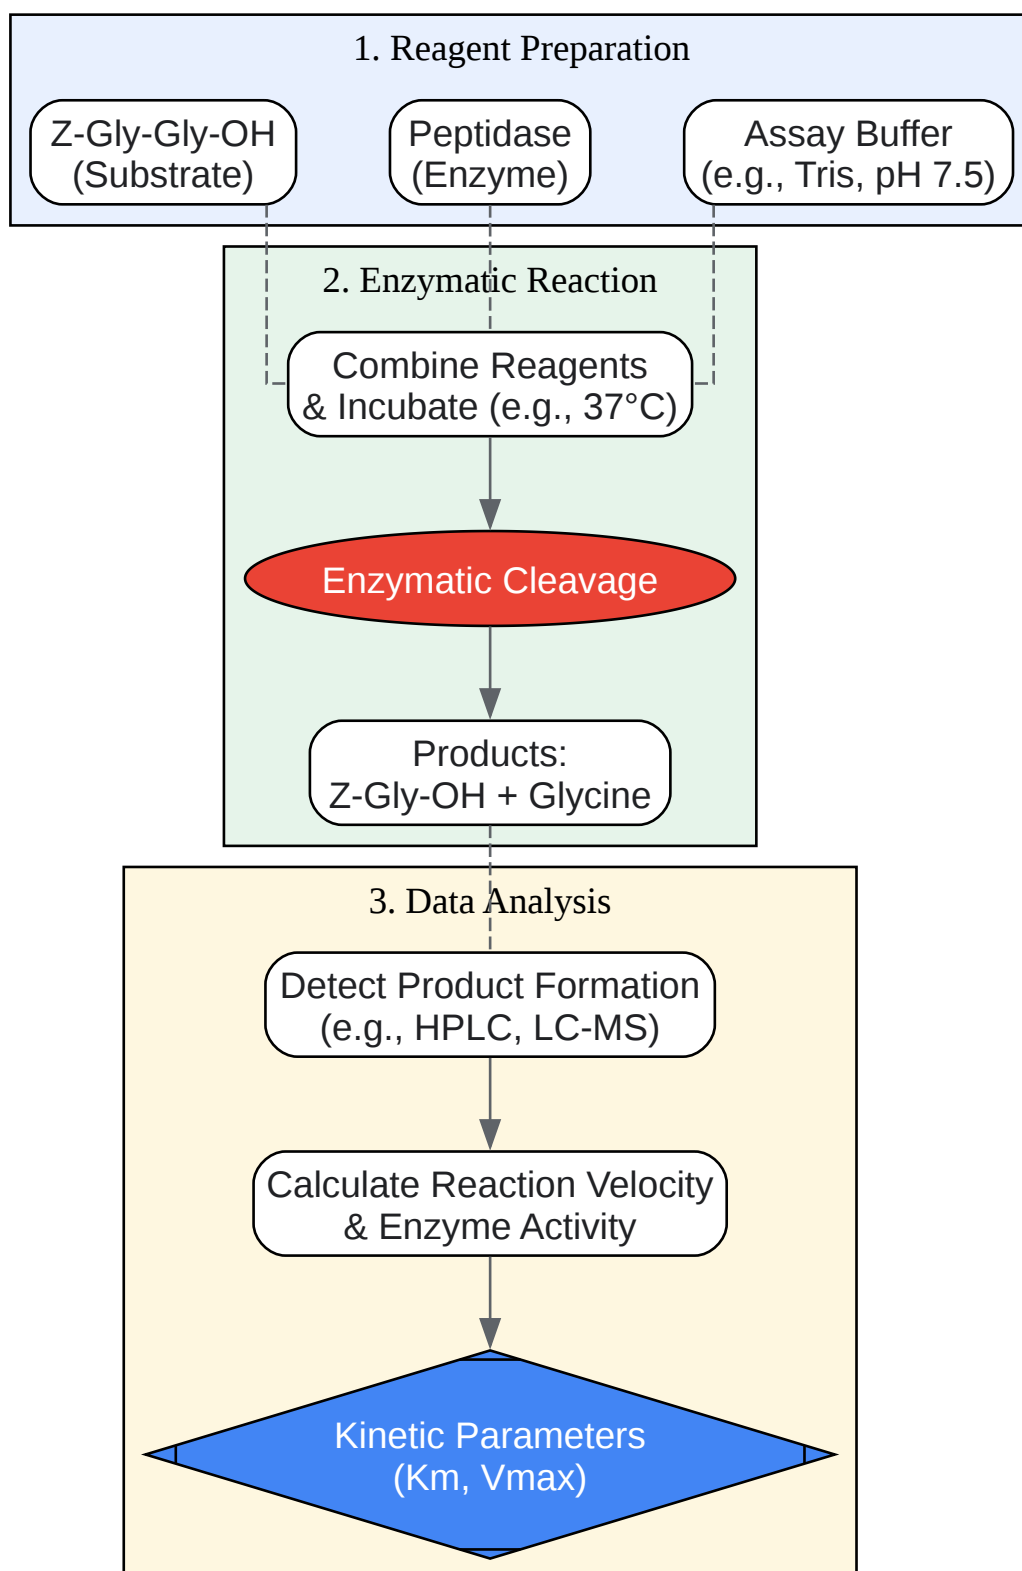 1. Reagent Preparation
Z-Gly-Gly-OH
(Substrate)
Peptidase
(Enzyme)
Assay Buffer
(e.g., Tris, pH 7.5)
2. Enzymatic Reaction
Combine Reagents
& Incubate (e.g., 37°C)
Enzymatic Cleavage
Products:
Z-Gly-OH + Glycine
3. Data Analysis
Detect Product Formation
(e.g., HPLC, LC-MS)
Calculate Reaction Velocity
& Enzyme Activity
Kinetic Parameters
(Km, Vmax)